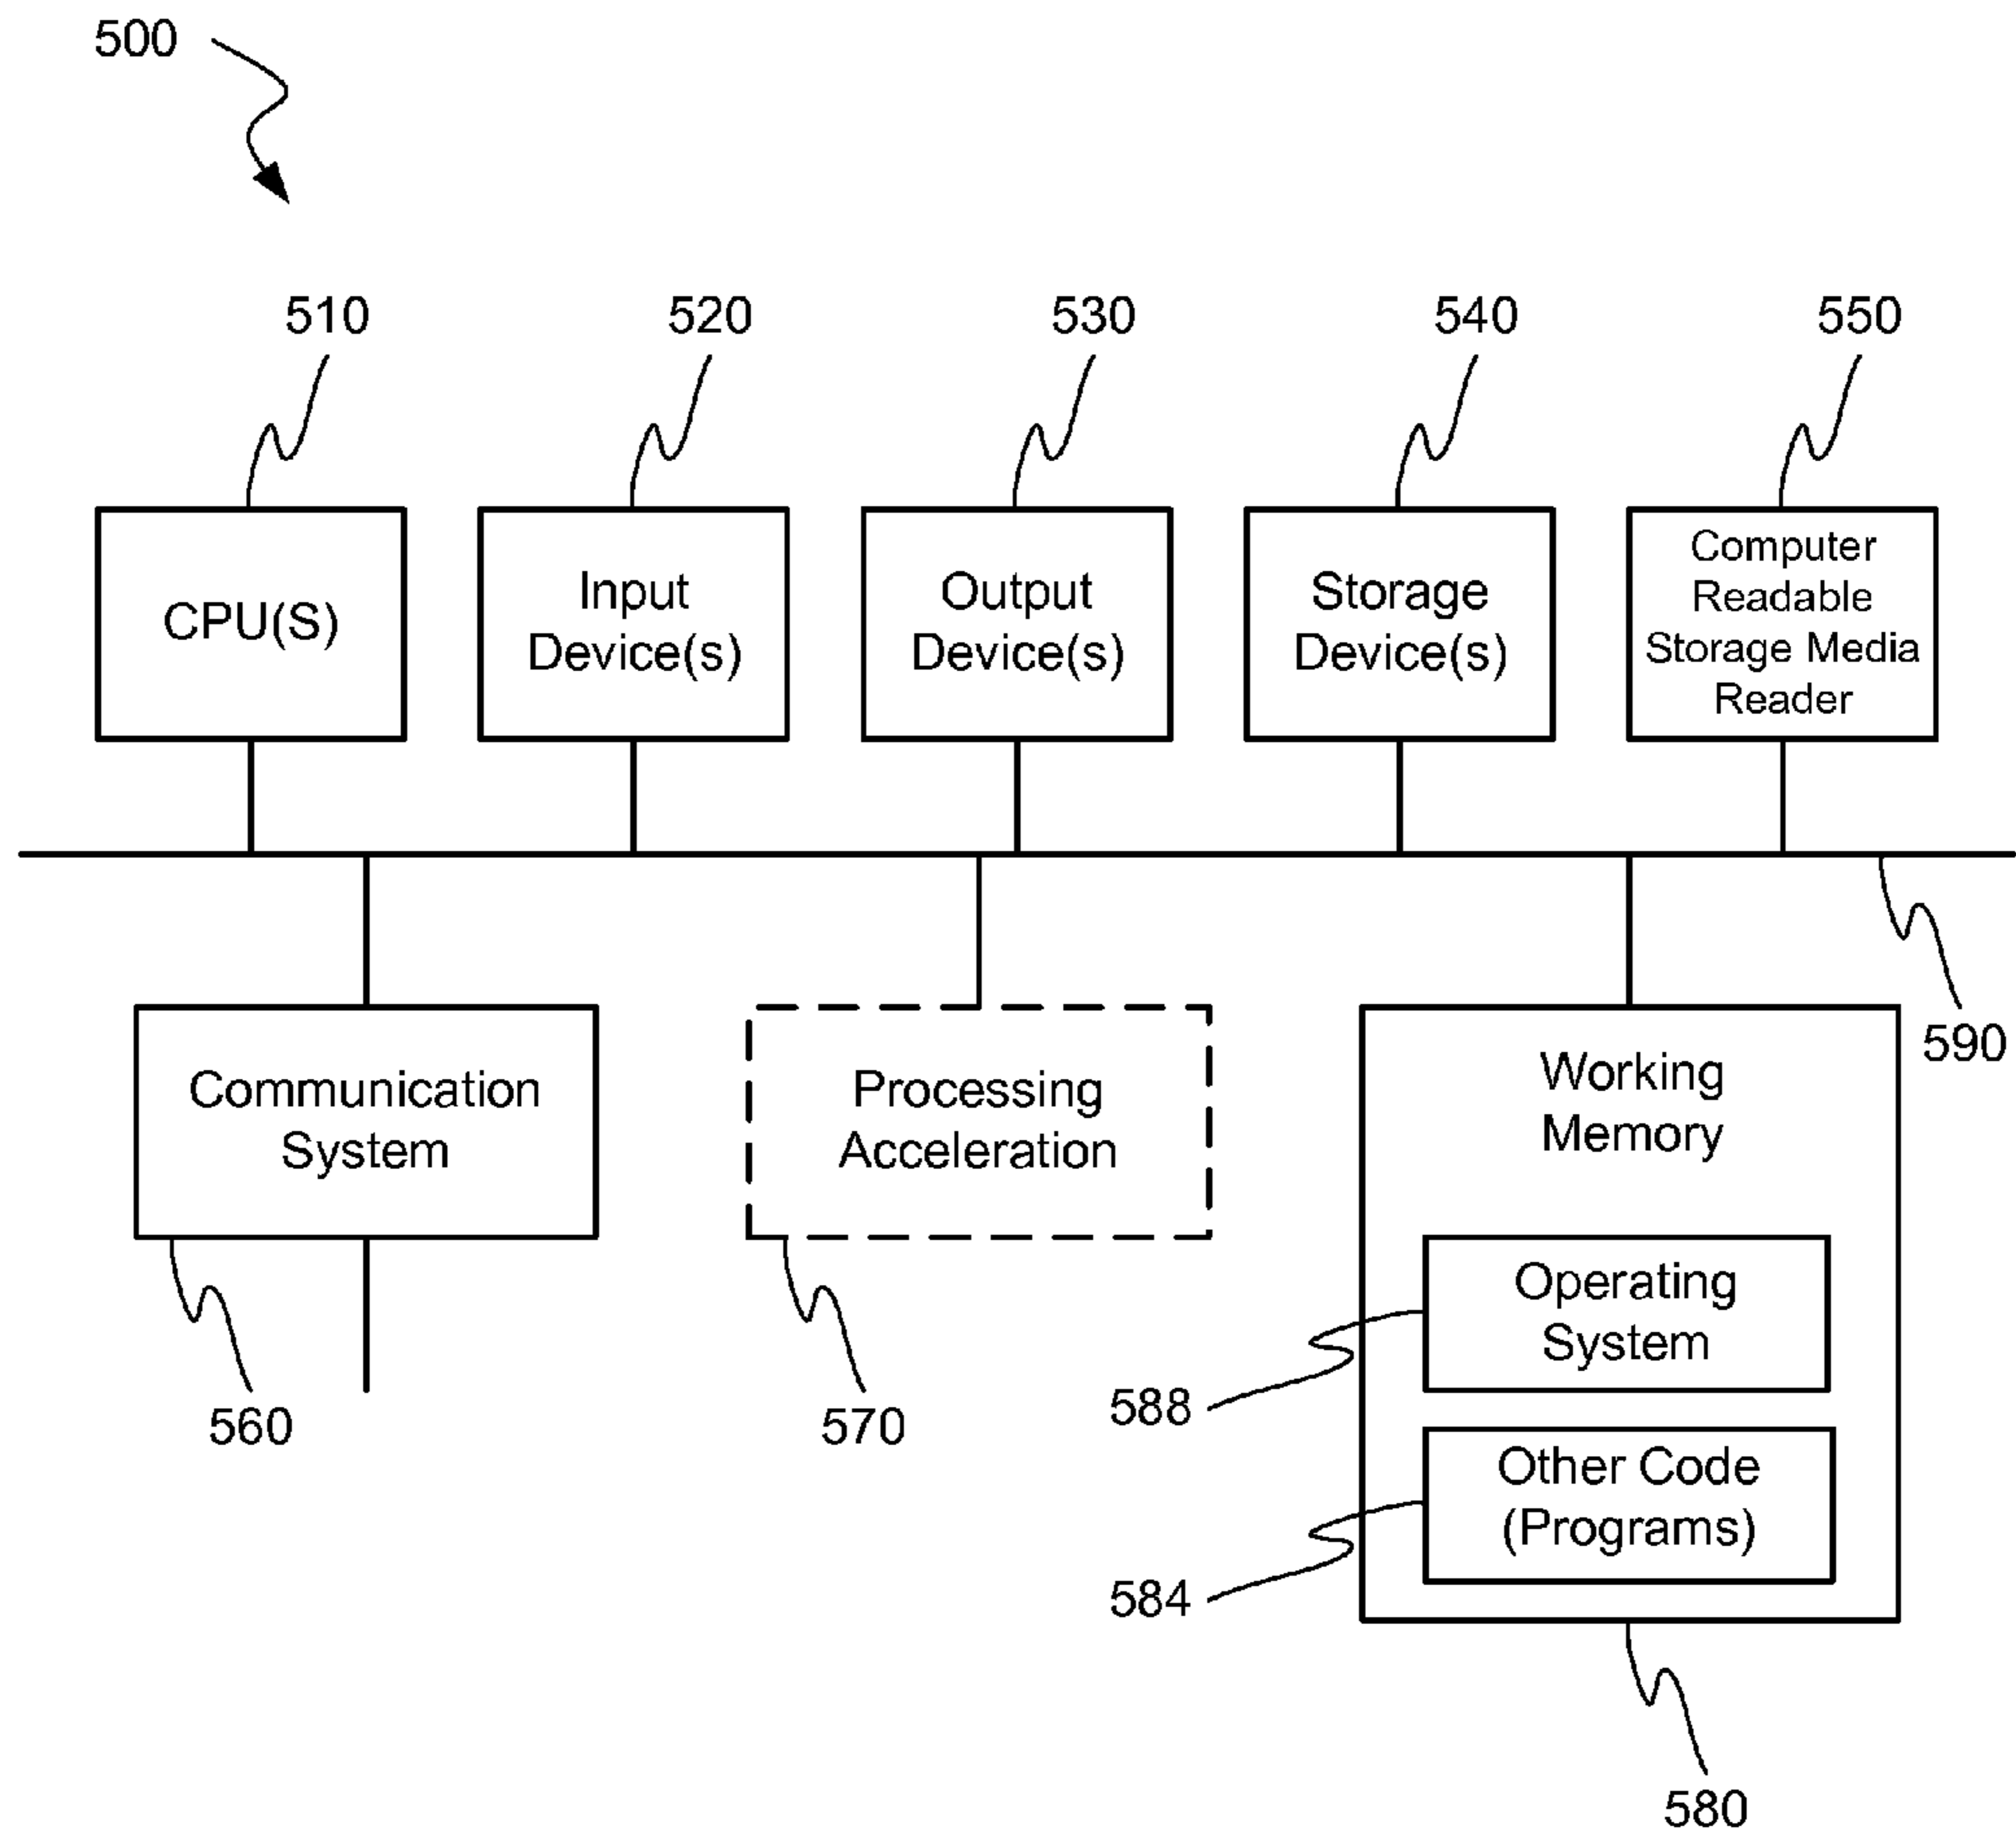 500
510
520
530
540
550
CPU(S)
Input
Device(s)
Output
Device(s)
Storage
Device(s)
Computer
Readable
Storage Media
Reader
590
Communication
System
Processing
Acceleration
Working
Memory
Operating
System
Other Code
(Programs)
560
570
588
584
580